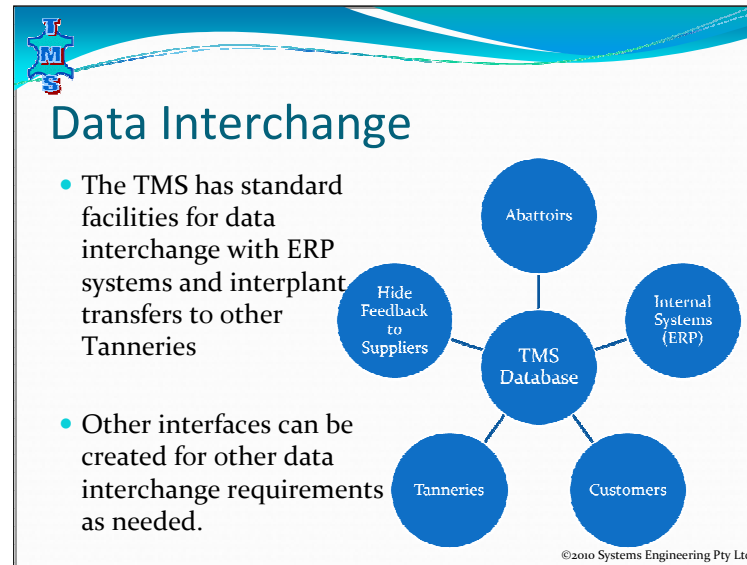 T
M
S
Data Interchange
• The TMS has standard
facilities for data
interchange with ERP
systems and interplant
transfers to other
Tanneries
• Other interfaces can be
created for other data
interchange requirements
as needed.
Abattoirs
Hide
Feedback
to
Suppliers
Internal
Systems
(ERP)
TMS
Database
Tanneries
Customers
©2010 Systems Engineering Pty Ltd